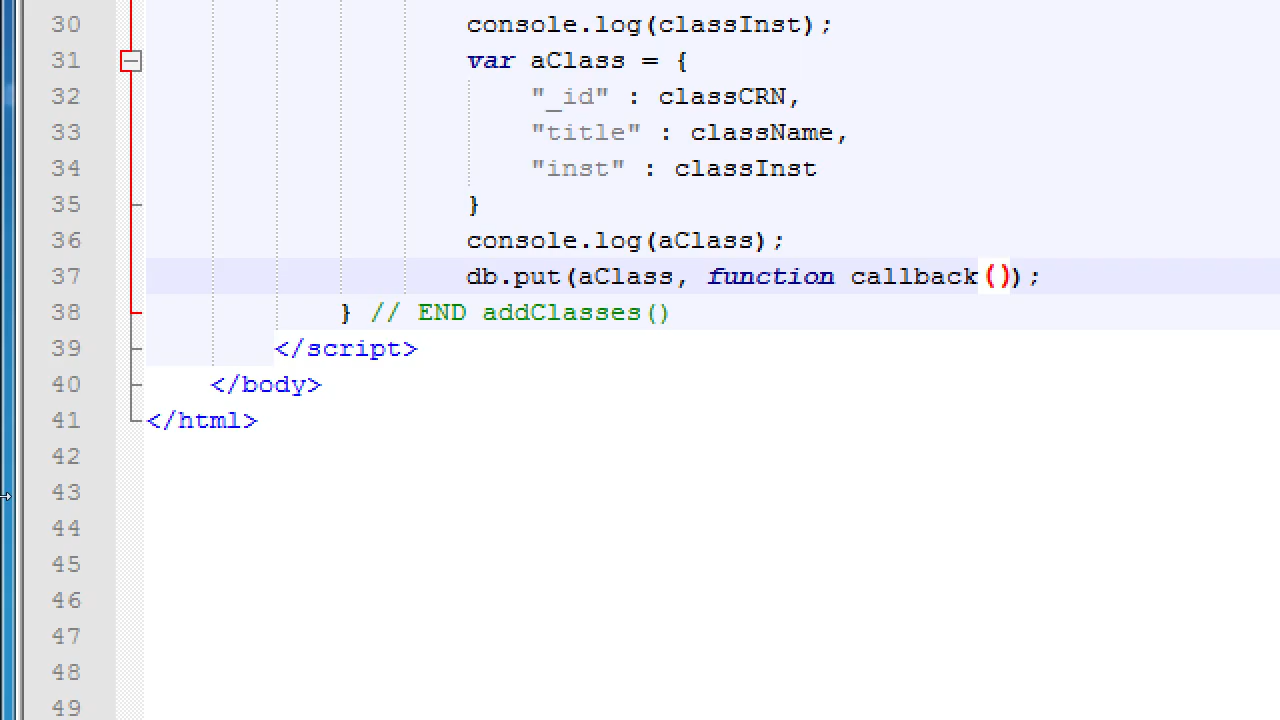 30 console.log(classInst);
31 var aClass = {
32 "_id" : classCRN,
33 "title" : className,
34 "inst" : classInst
35 }
36 console.log(aClass);
37 db.put(aClass, function callback());
38 } // END addClasses()
39 </script>
40 </body>
41 </html>
42
43
44
45
46
47
48
49